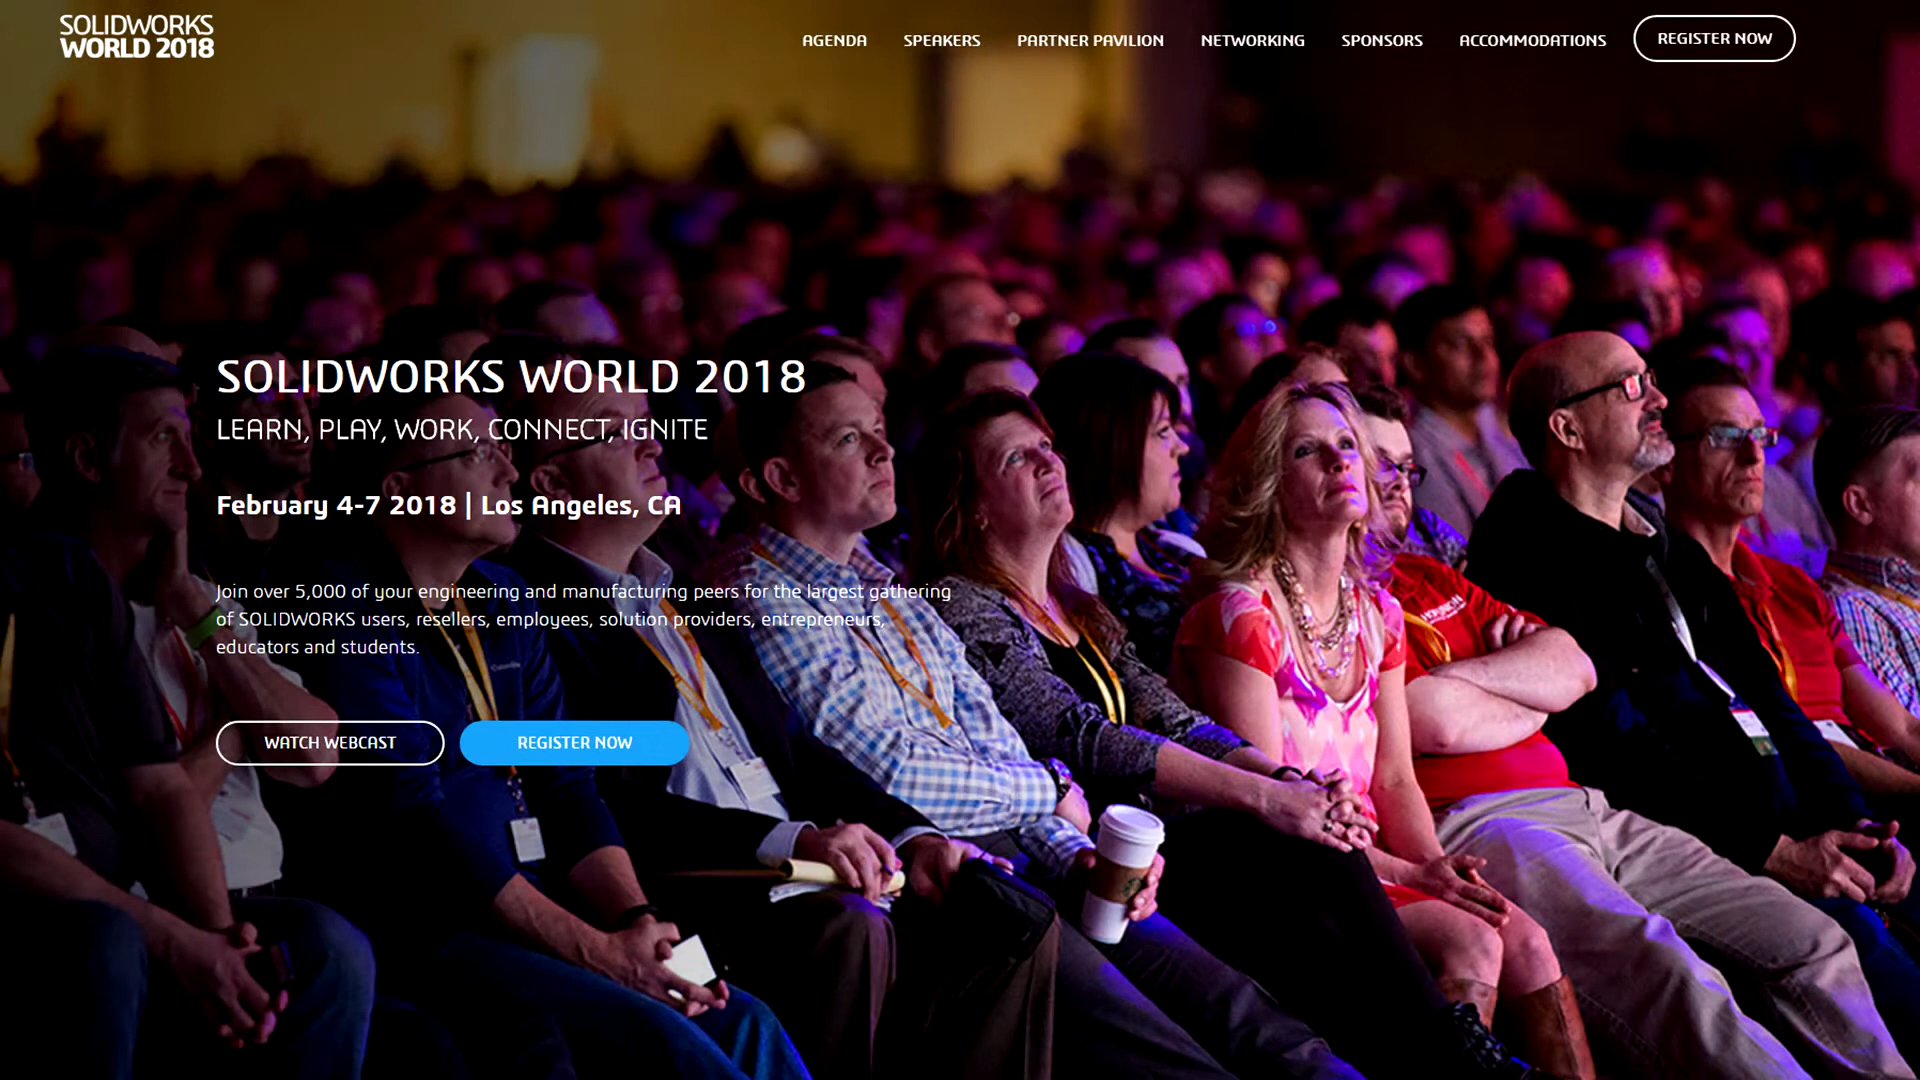 SOLIDWORKS
WORLD 2018
AGENDA SPEAKERS PARTNER PAVILION NETWORKING SPONSORS ACCOMMODATIONS REGISTER NOW
SOLIDWORKS WORLD 2018
LEARN, PLAY, WORK, CONNECT, IGNITE
February 4-7 2018 | Los Angeles, CA
Join over 5,000 of your engineering and manufacturing peers for the largest gathering
of SOLIDWORKS users, resellers, employees, solution providers, entrepreneurs,
educators and students.
WATCH WEBCAST REGISTER NOW